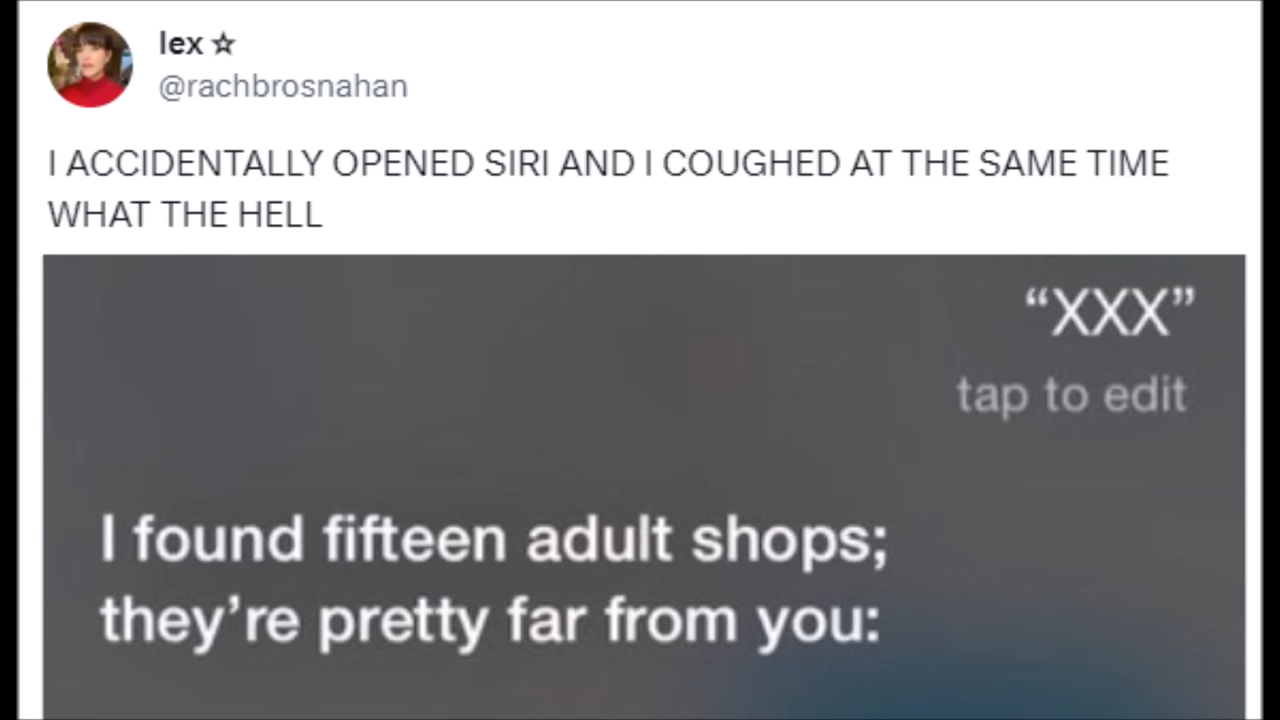 lex ☆
@rachbrosnahan
I ACCIDENTALLY OPENED SIRI AND I COUGHED AT THE SAME TIME
WHAT THE HELL
“XXX”
tap to edit
I found fifteen adult shops;
they’re pretty far from you: